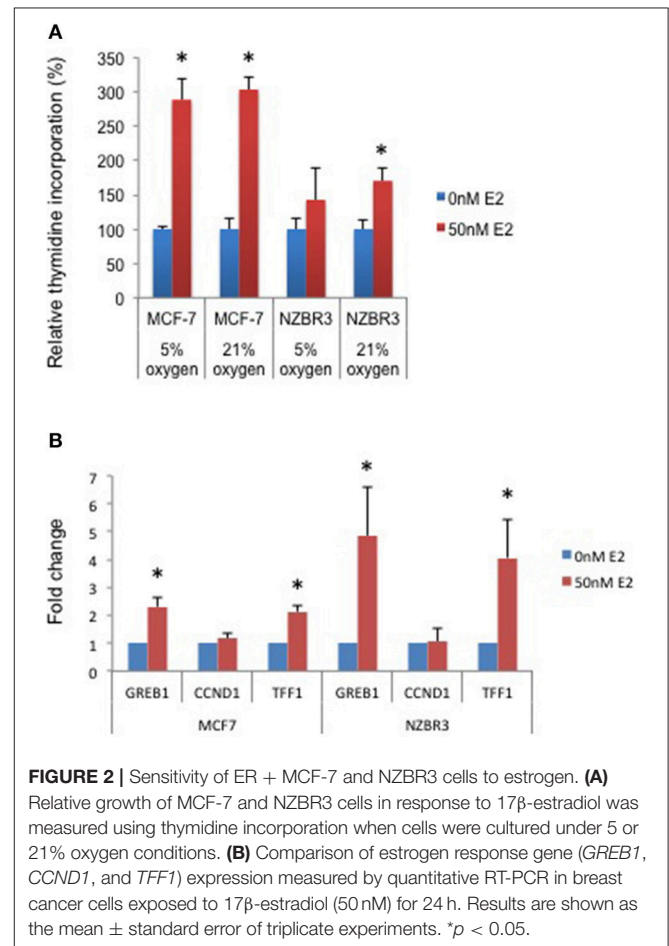 A
Relative thymidine incorporation (%)
350
300
250
200
150
100
50
0
* * *
0nM E2
50nM E2
MCF-7 MCF-7 NZBR3 NZBR3
5% oxygen 21% oxygen 5% oxygen 21% oxygen
B
Fold change
7
6
5
4
3
2
1
0
* * * *
0nM E2
50nM E2
GREB1 CCND1 TFF1 GREB1 CCND1 TFF1
MCF7 NZBR3
FIGURE 2 | Sensitivity of ER + MCF-7 and NZBR3 cells to estrogen. (A)
Relative growth of MCF-7 and NZBR3 cells in response to 17β-estradiol was
measured using thymidine incorporation when cells were cultured under 5 or
21% oxygen conditions. (B) Comparison of estrogen response gene (GREB1,
CCND1, and TFF1) expression measured by quantitative RT-PCR in breast
cancer cells exposed to 17β-estradiol (50 nM) for 24 h. Results are shown as
the mean ± standard error of triplicate experiments. *p < 0.05.